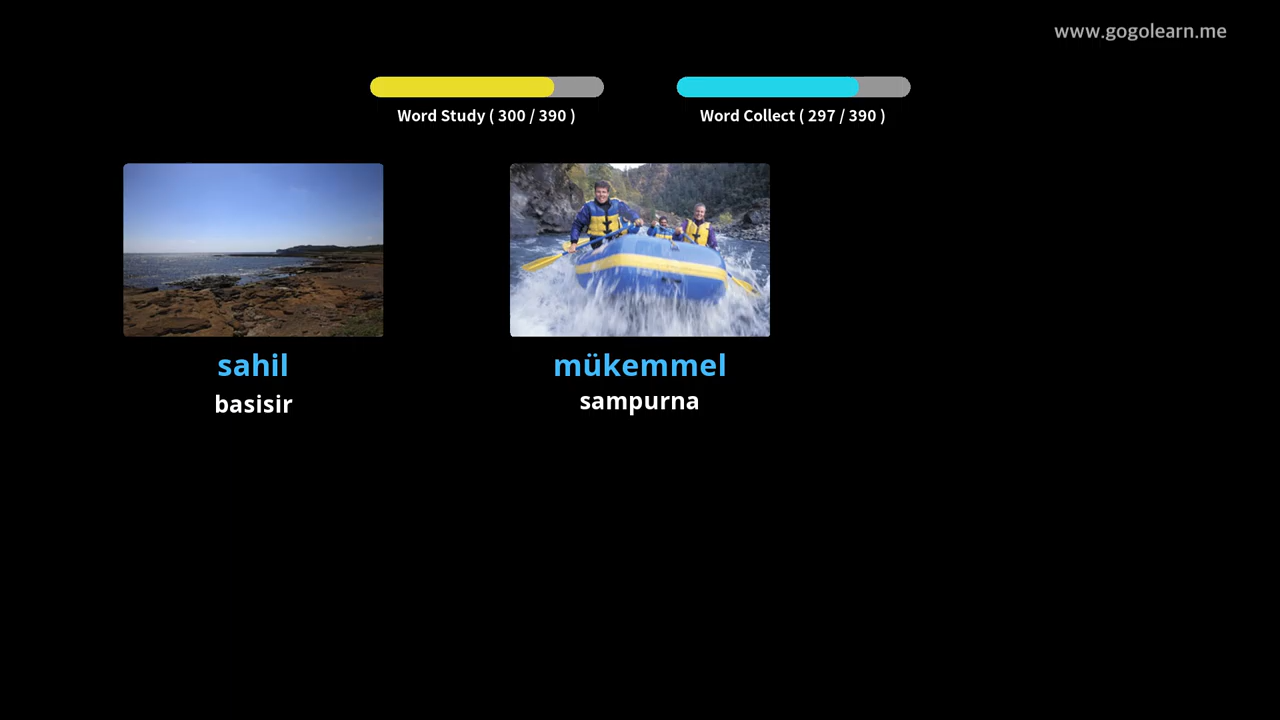 www.gogolearn.me
Word Study ( 300 / 390 )
Word Collect ( 297 / 390 )
sahil
basisir
mükemmel
sampurna